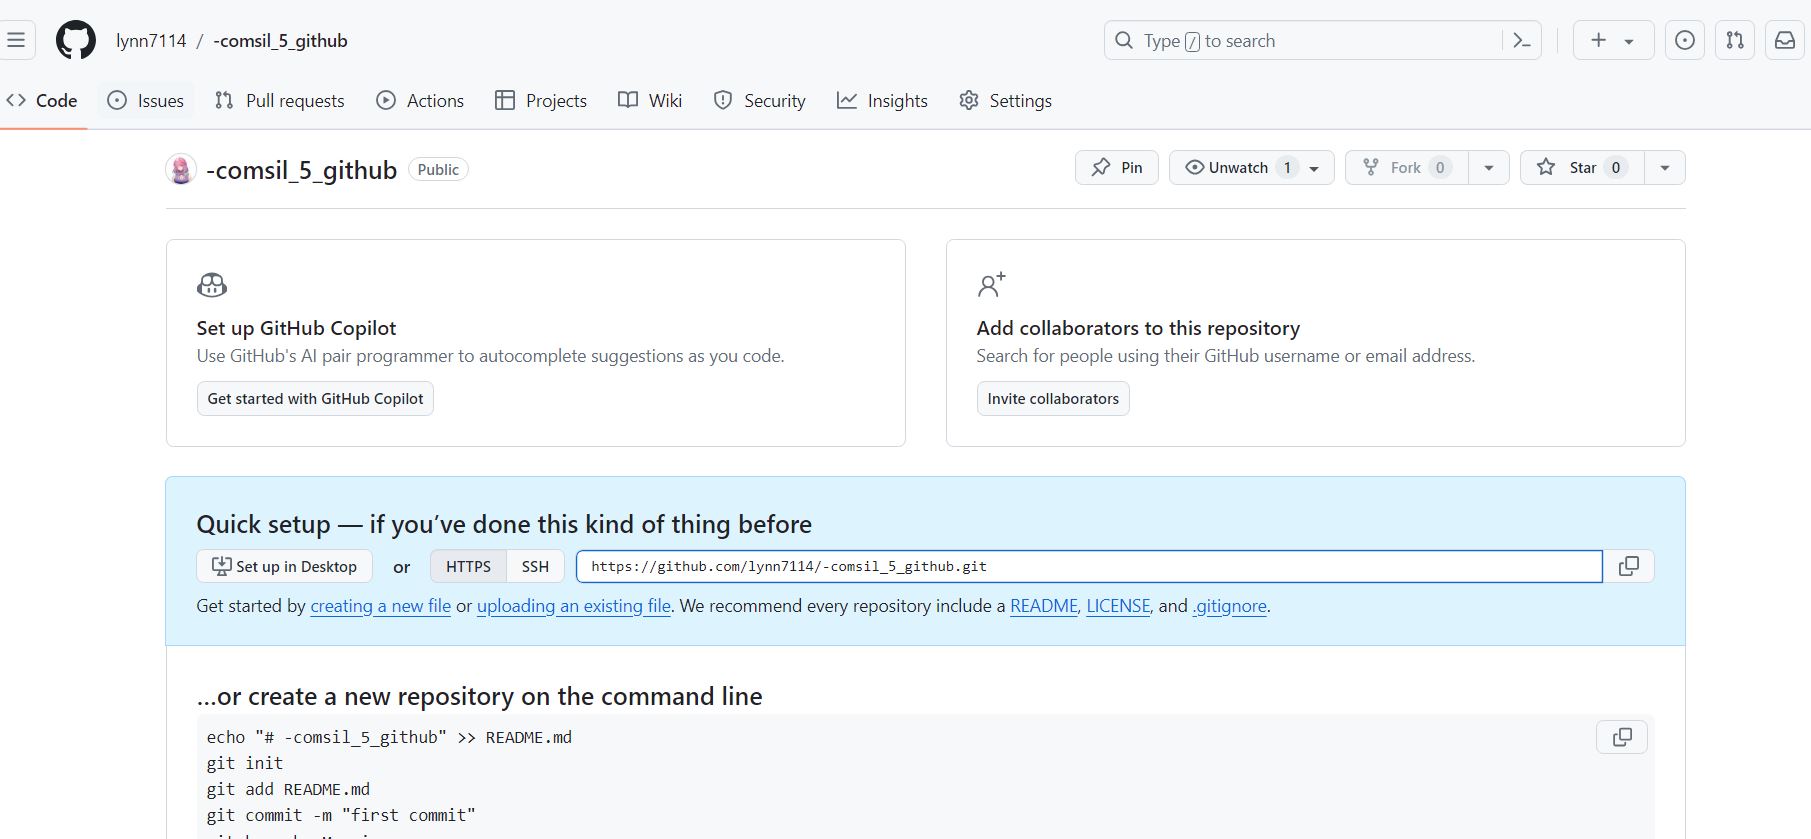 lynn7114 / -comsil_5_github
Type / to search
Code Issues Pull requests Actions Projects Wiki Security Insights Settings
-comsil_5_github Public
Pin Unwatch 1 Fork 0 Star 0
Set up GitHub Copilot
Use GitHub's AI pair programmer to autocomplete suggestions as you code.
Get started with GitHub Copilot
Add collaborators to this repository
Search for people using their GitHub username or email address.
Invite collaborators
Quick setup — if you’ve done this kind of thing before
Set up in Desktop or HTTPS SSH https://github.com/lynn7114/-comsil_5_github.git
Get started by creating a new file or uploading an existing file. We recommend every repository include a README, LICENSE, and .gitignore.
…or create a new repository on the command line
echo "# -comsil_5_github" >> README.md
git init
git add README.md
git commit -m "first commit"